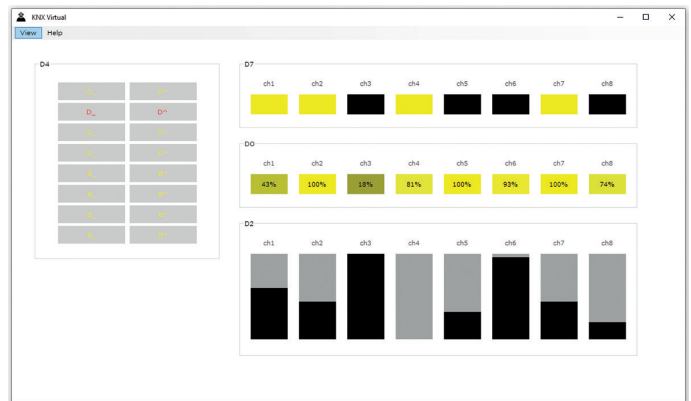 KNX Virtual
View Help
D4
D_ D^
D7
ch1 ch2 ch3 ch4 ch5 ch6 ch7 ch8
D0
ch1 ch2 ch3 ch4 ch5 ch6 ch7 ch8
43% 100% 18% 81% 100% 93% 100% 74%
D2
ch1 ch2 ch3 ch4 ch5 ch6 ch7 ch8